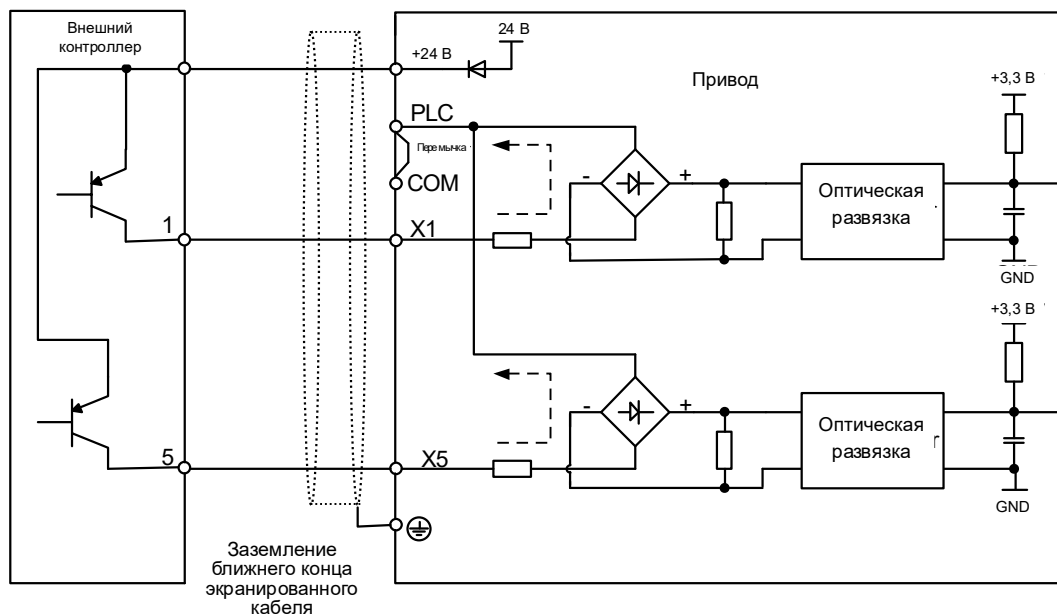 Внешний
контроллер
24 В
+24 В
Привод
+3,3 В
PLC
Перемычка
COM
- +
Оптическая
развязка
1
X1
GND
+3,3 В
- +
Оптическая
развязка
5
X5
GND
Заземление
ближнего конца
экранированного
кабеля